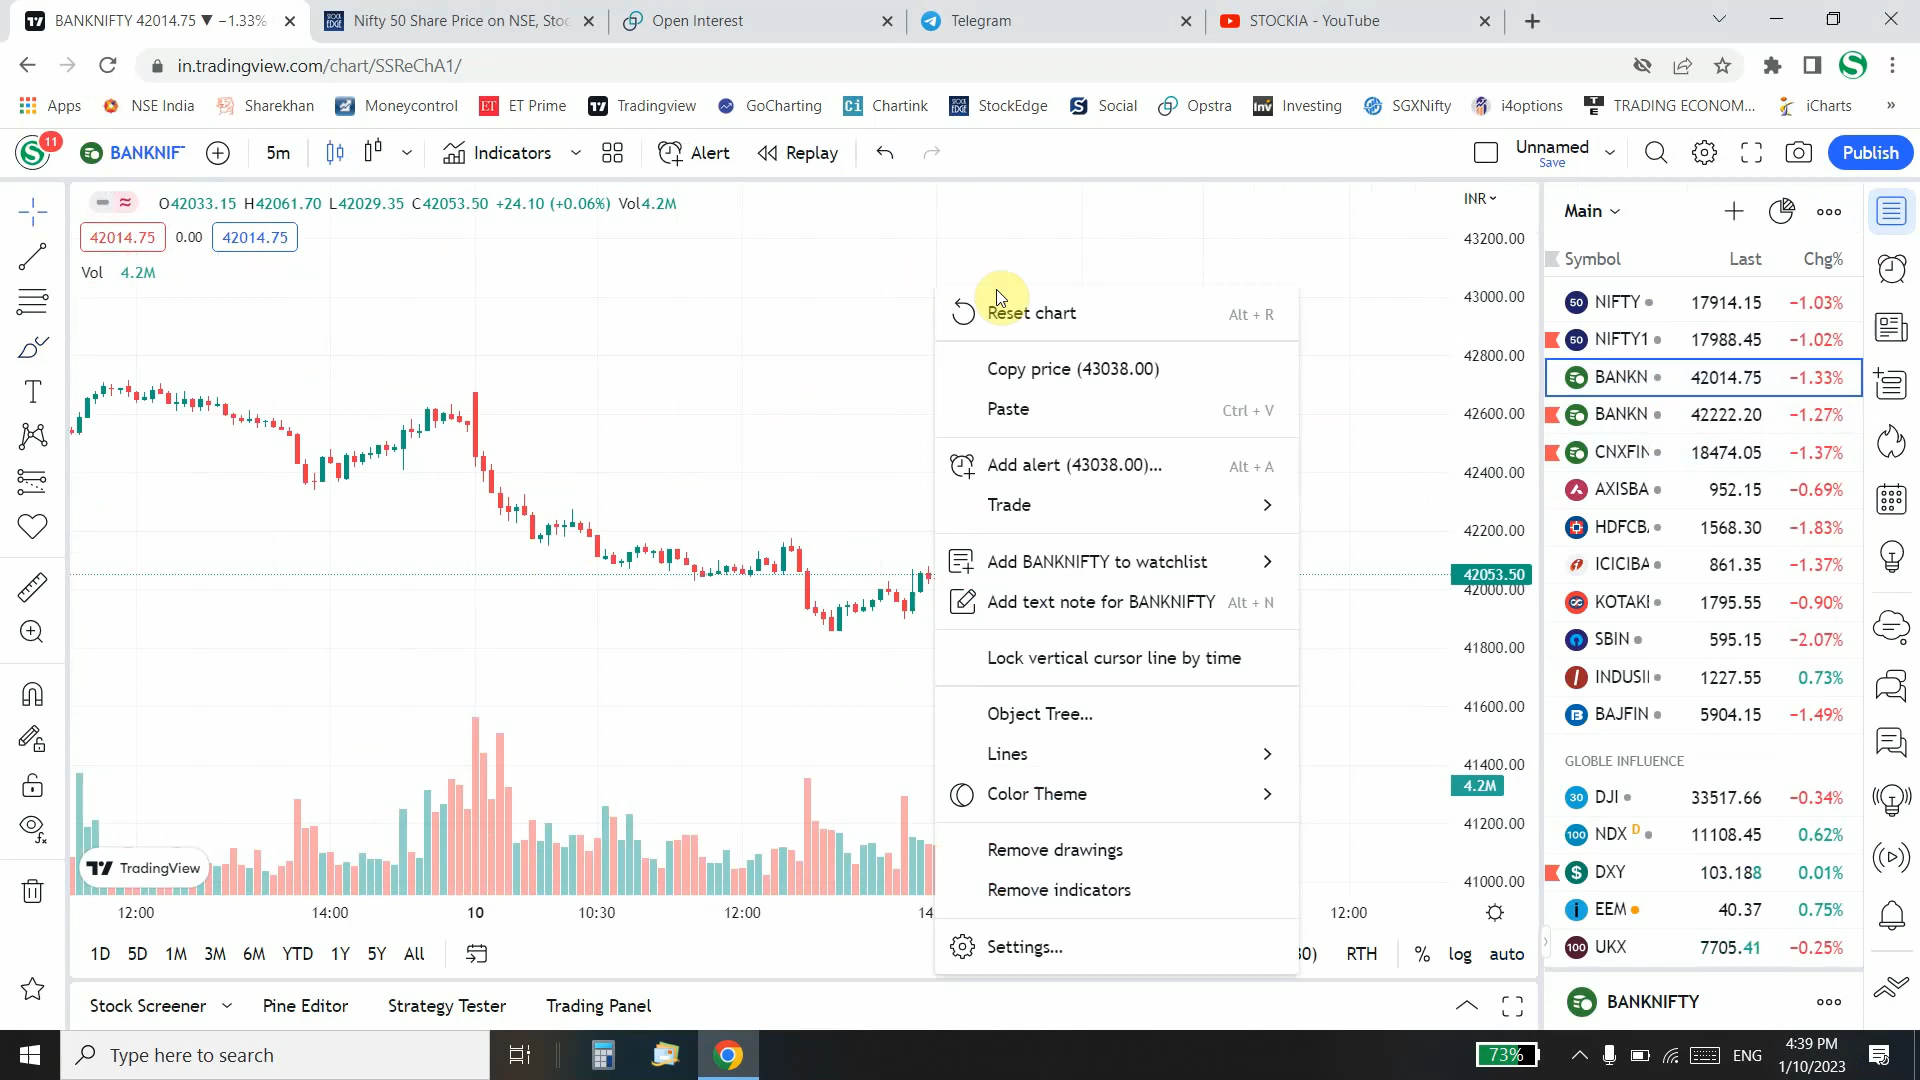 BANKNIFTY 42014.75 ▼ −1.33%
Nifty 50 Share Price on NSE, Stoc
Open Interest
Telegram
STOCKIA - YouTube
in.tradingview.com/chart/SSReChA1/
Apps
NSE India
Sharekhan
Moneycontrol
ET Prime
Tradingview
GoCharting
Chartink
StockEdge
Social
Opstra
Investing
SGXNifty
i4options
TRADING ECONOM...
iCharts
»
11
BANKNIF
5m
Indicators
Alert
Replay
Unnamed
Save
Publish
O42033.15 H42061.70 L42029.35 C42053.50 +24.10 (+0.06%) Vol4.2M
42014.75
0.00
42014.75
Vol 4.2M
INR
43200.00
43000.00
42800.00
42600.00
42400.00
42200.00
42053.50
42000.00
41800.00
41600.00
41400.00
4.2M
41200.00
41000.00
Reset chart Alt + R
Copy price (43038.00)
Paste Ctrl + V
Add alert (43038.00)... Alt + A
Trade
Add BANKNIFTY to watchlist
Add text note for BANKNIFTY Alt + N
Lock vertical cursor line by time
Object Tree...
Lines
Color Theme
Remove drawings
Remove indicators
Settings...
TradingView
12:00
14:00
10
10:30
12:00
14
12:00
1D 5D 1M 3M 6M YTD 1Y 5Y All
30) RTH % log auto
Stock Screener
Pine Editor
Strategy Tester
Trading Panel
Main
Symbol Last Chg%
50 NIFTY 17914.15 −1.03%
50 NIFTY1 17988.45 −1.02%
BANKN 42014.75 −1.33%
BANKN 42222.20 −1.27%
CNXFIN 18474.05 −1.37%
AXISBA 952.15 −0.69%
HDFCB 1568.30 −1.83%
ICICIBA 861.35 −1.37%
KOTAKI 1795.55 −0.90%
SBIN 595.15 −2.07%
INDUSI 1227.55 0.73%
BAJFIN 5904.15 −1.49%
GLOBLE INFLUENCE
30 DJI 33517.66 −0.34%
100 NDX D 11108.45 0.62%
$ DXY 103.188 0.01%
EEM 40.37 0.75%
100 UKX 7705.41 −0.25%
BANKNIFTY
Type here to search
73%
ENG
4:39 PM
1/10/2023